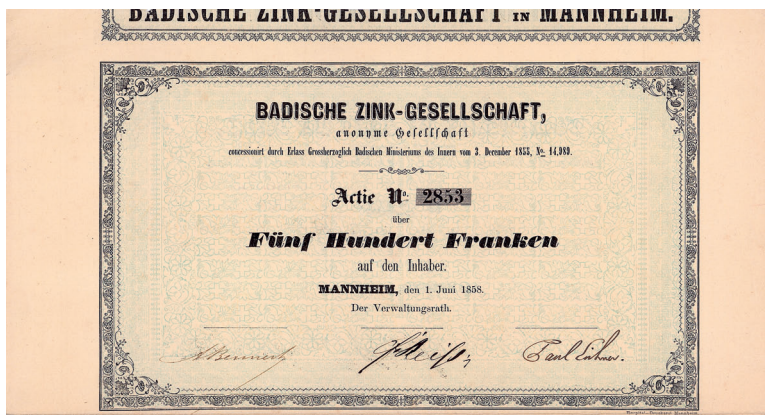 BADISCHE ZINK-GESELLSCHAFT IN MANNHEIM.
BADISCHE ZINK-GESELLSCHAFT,
anonyme Gesellschaft
concessionirt durch Erlass Grossherzoglich Badischen Ministeriums des Innern vom 3. December 1855, No. 14,989.
Actie No. 2853
über
Fünf Hundert Franken
auf den Inhaber.
MANNHEIM, den 1. Juni 1858.
Der Verwaltungsrath.